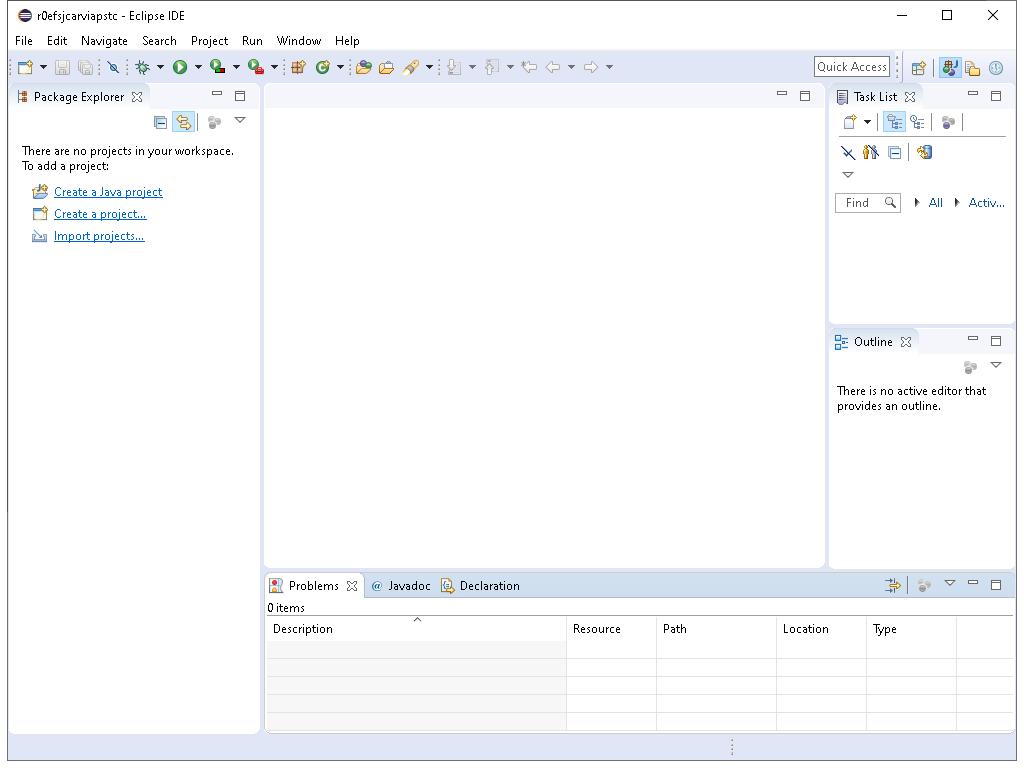 r0efsjcarviapstc - Eclipse IDE
File Edit Navigate Search Project Run Window Help
Quick Access
Package Explorer
There are no projects in your workspace.
To add a project:
Create a Java project
Create a project...
Import projects...
Task List
Find All Activ...
Outline
There is no active editor that
provides an outline.
Problems @ Javadoc Declaration
0 items
Description Resource Path Location Type